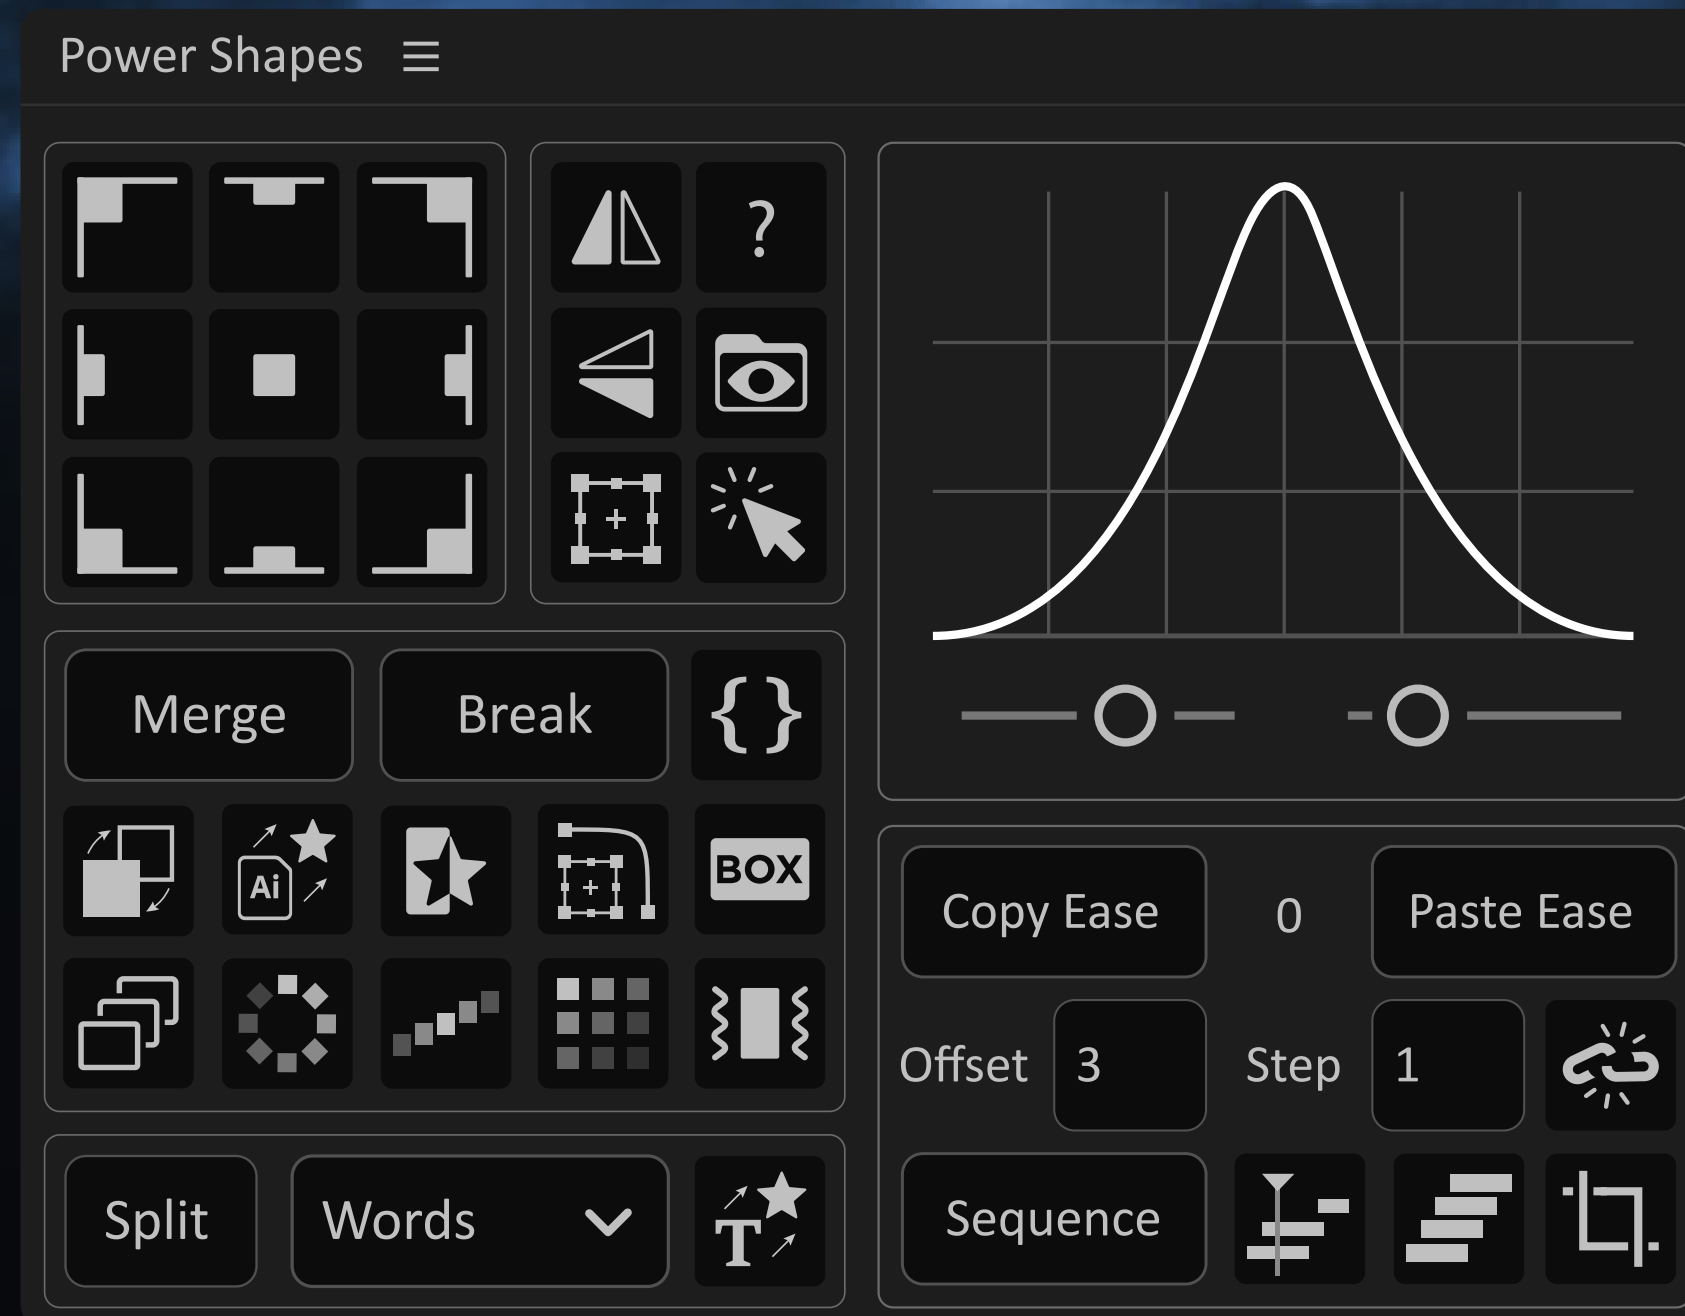 Power Shapes
?
Merge
Break
{}
Ai
BOX
Copy Ease
0
Paste Ease
Offset
3
Step
1
Split
Words
T
Sequence